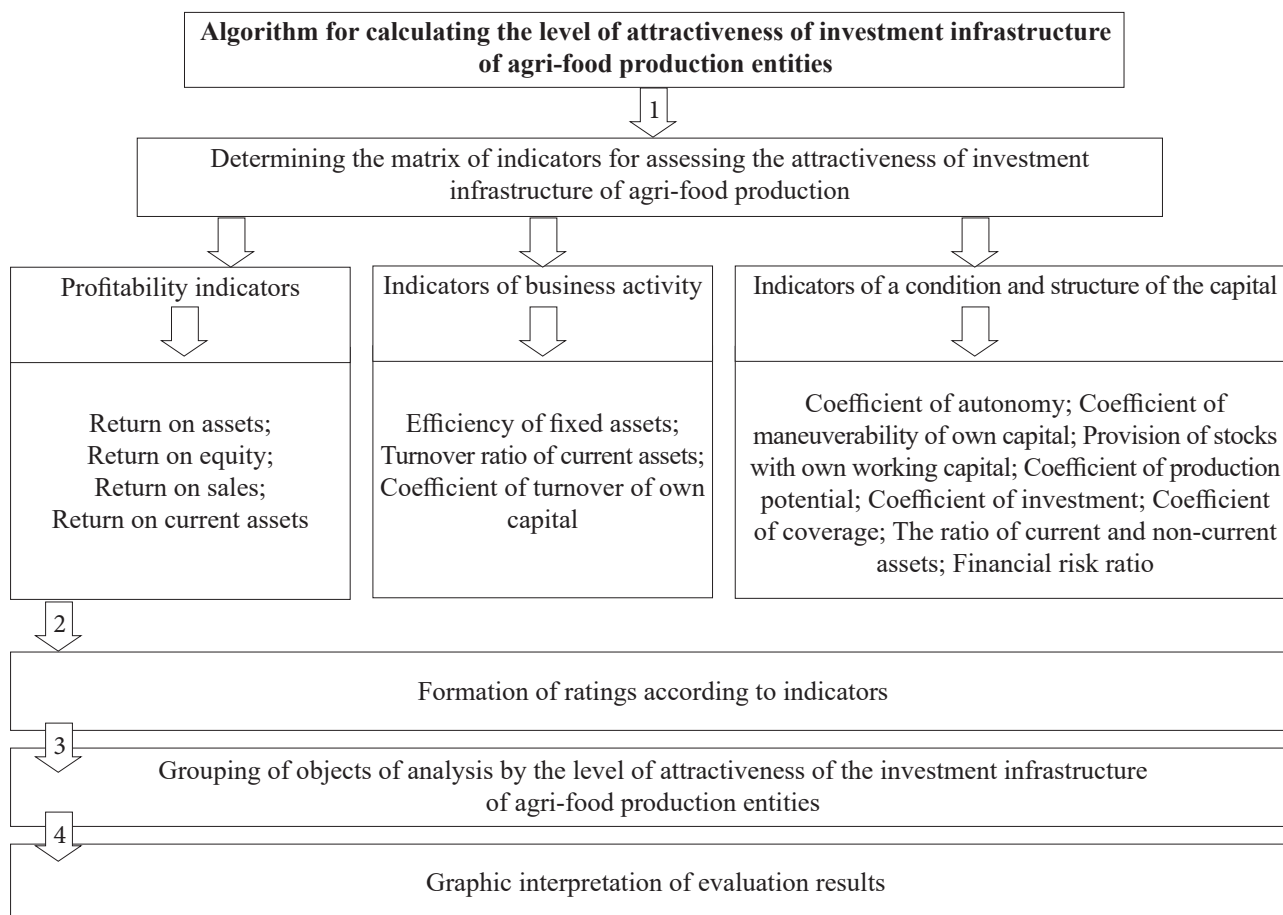 Algorithm for calculating the level of attractiveness of investment infrastructure
of agri-food production entities
1
Determining the matrix of indicators for assessing the attractiveness of investment
infrastructure of agri-food production
Profitability indicators
Indicators of business activity
Indicators of a condition and structure of the capital
Return on assets;
Return on equity;
Return on sales;
Return on current assets
Efficiency of fixed assets;
Turnover ratio of current assets;
Coefficient of turnover of own
capital
Coefficient of autonomy; Coefficient of
maneuverability of own capital; Provision of stocks
with own working capital; Coefficient of production
potential; Coefficient of investment; Coefficient
of coverage; The ratio of current and non-current
assets; Financial risk ratio
2
Formation of ratings according to indicators
3
Grouping of objects of analysis by the level of attractiveness of the investment infrastructure
of agri-food production entities
4
Graphic interpretation of evaluation results